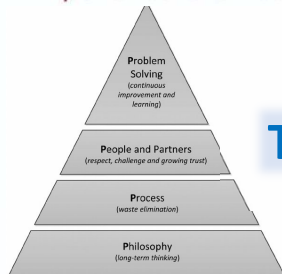 Problem
Solving
(continuous
improvement and
learning)
People and Partners
(respect, challenge and growing trust)
Process
(waste elimination)
Philosophy
(long-term thinking)
T